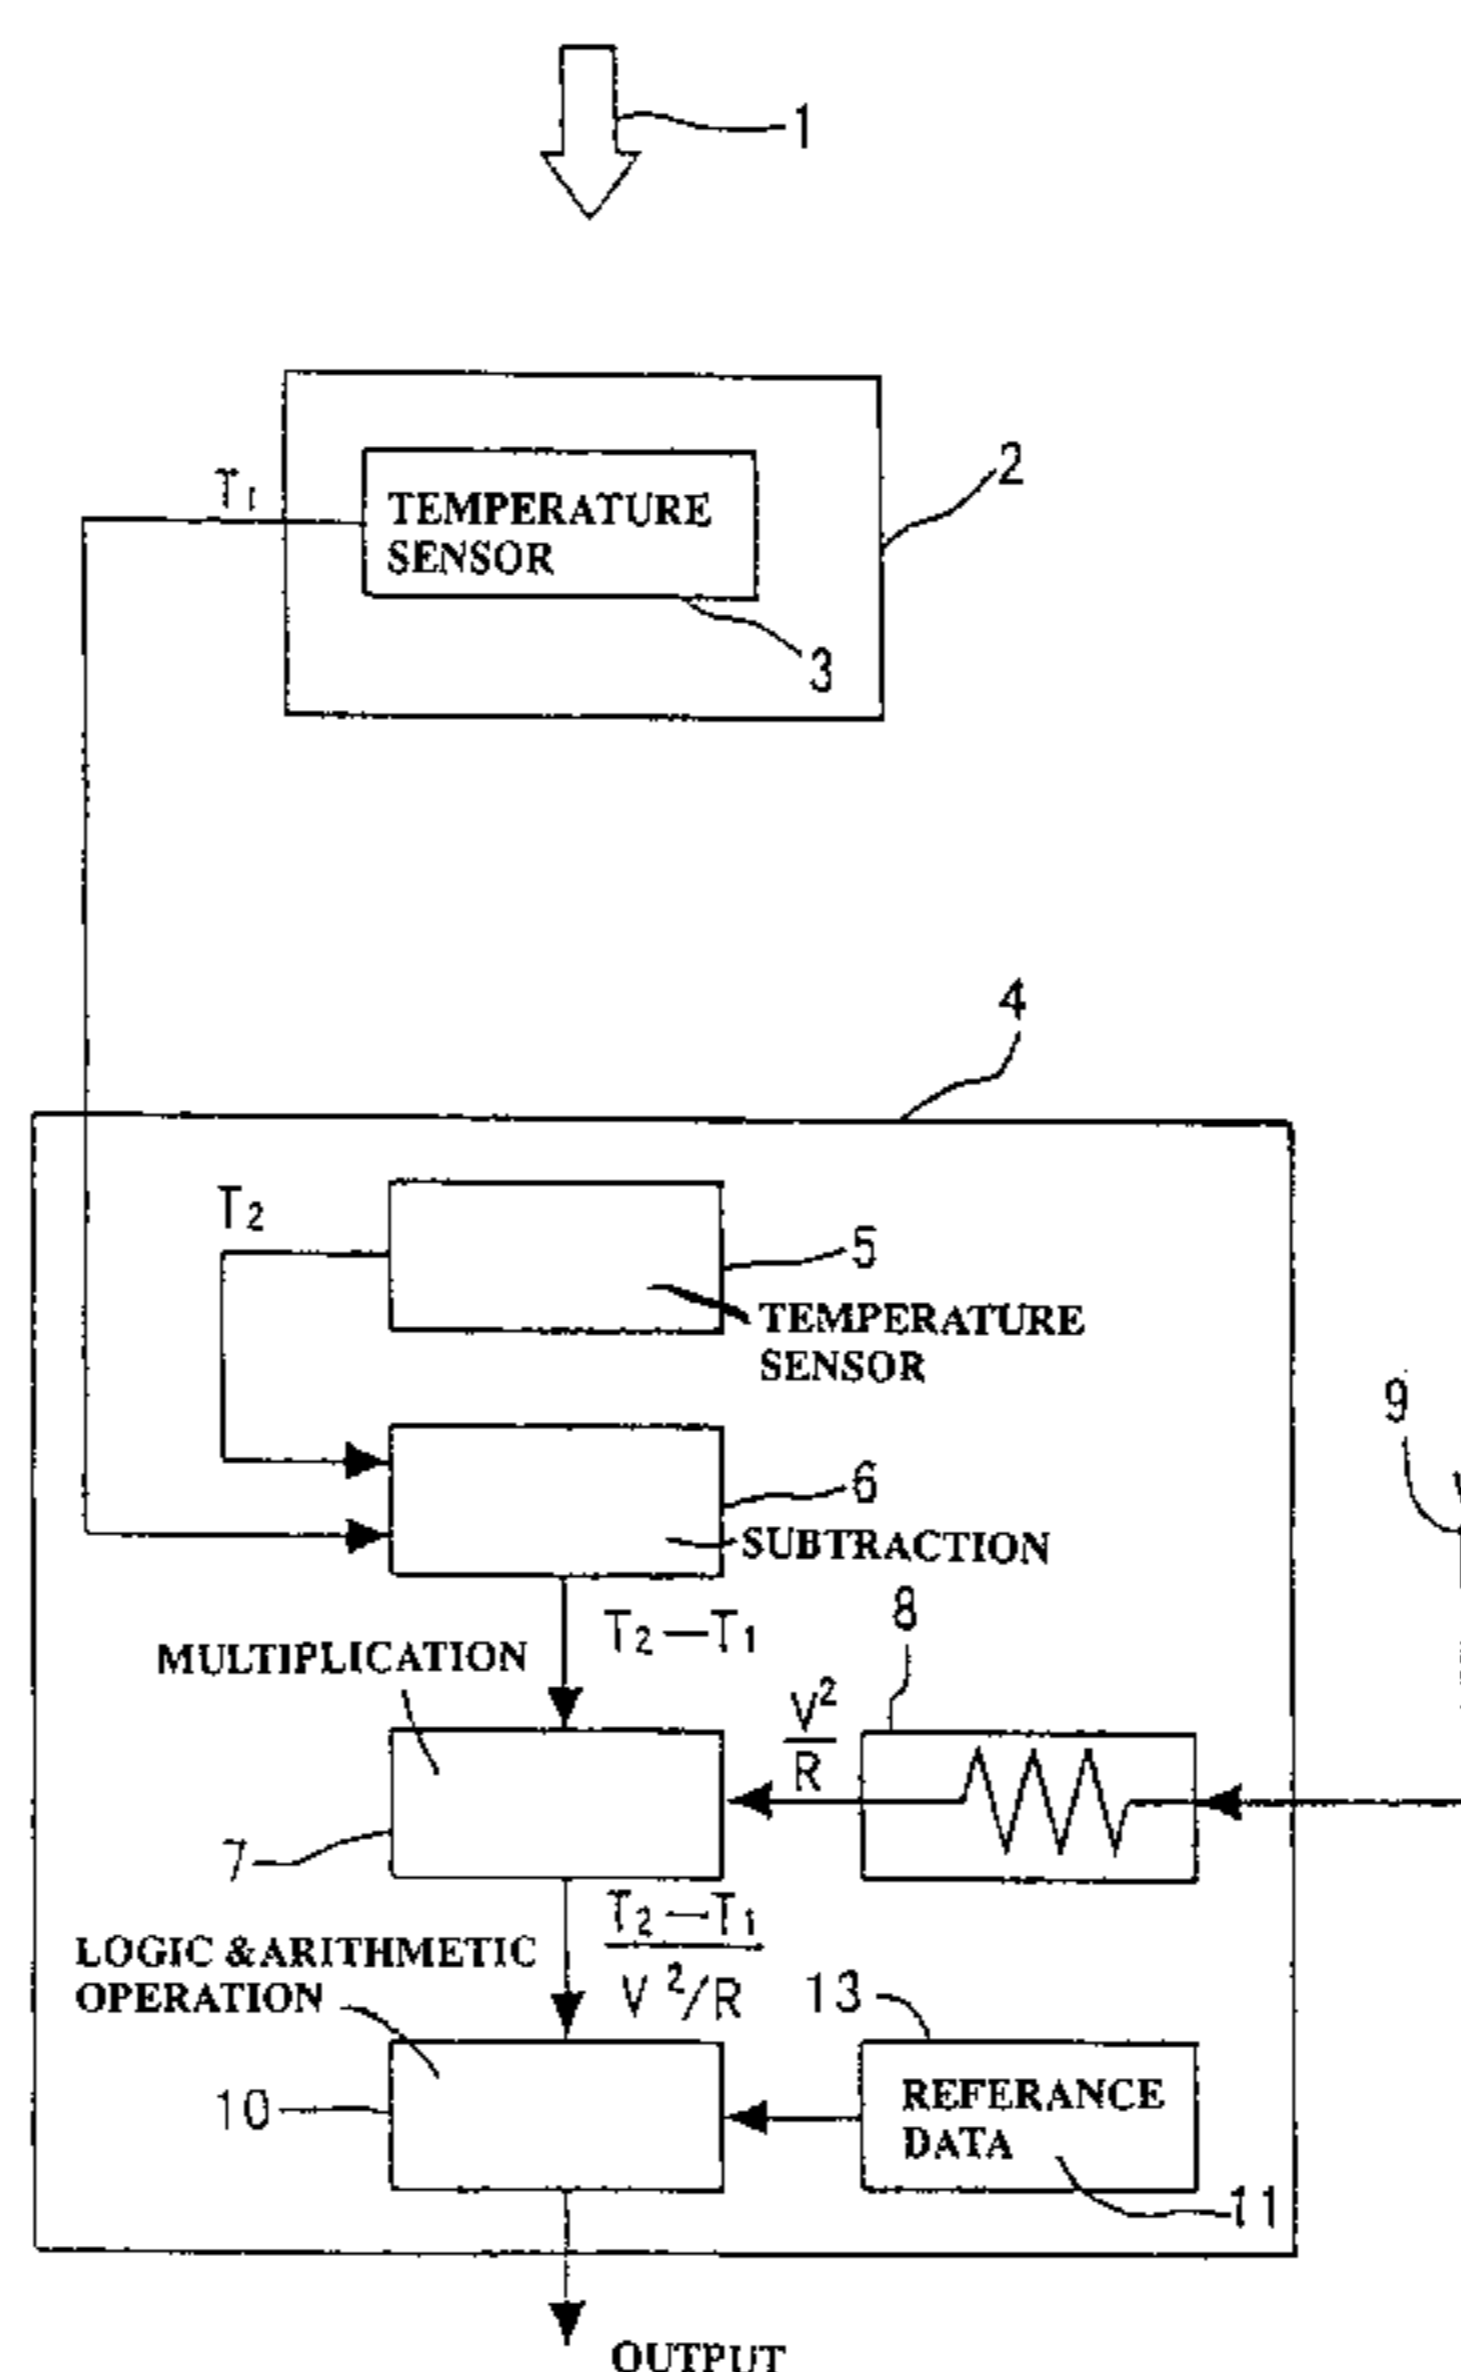 1
2
T1
TEMPERATURE
SENSOR
3
4
T2
5
TEMPERATURE
SENSOR
9
6
SUBTRACTION
8
T2—T1
MULTIPLICATION
V²
R
7
T2—T1
V²/R
LOGIC &ARITHMETIC
OPERATION
13
REFERANCE
DATA
10
11
OUTPUT